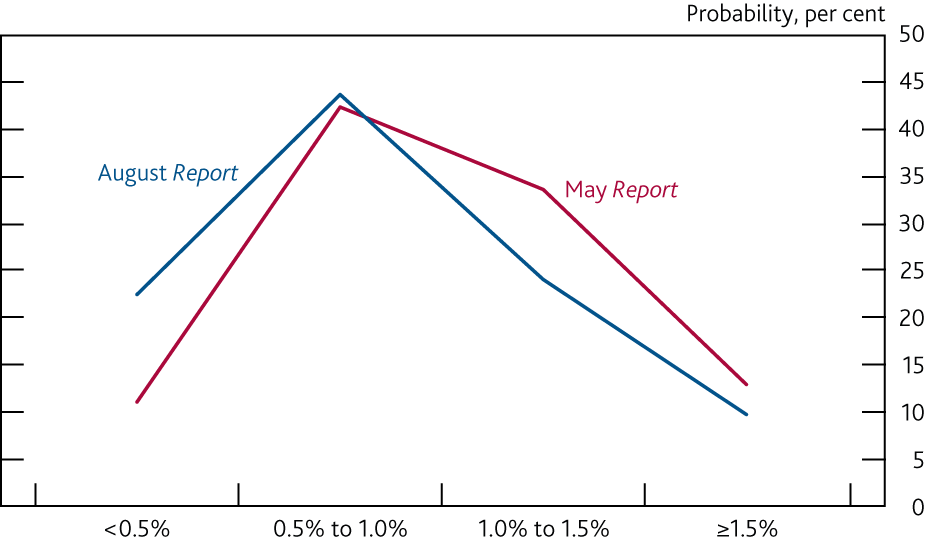 Probability, per cent
50
45
40
35
30
25
20
15
10
5
0
August Report
May Report
<0.5%
0.5% to 1.0%
1.0% to 1.5%
≥1.5%